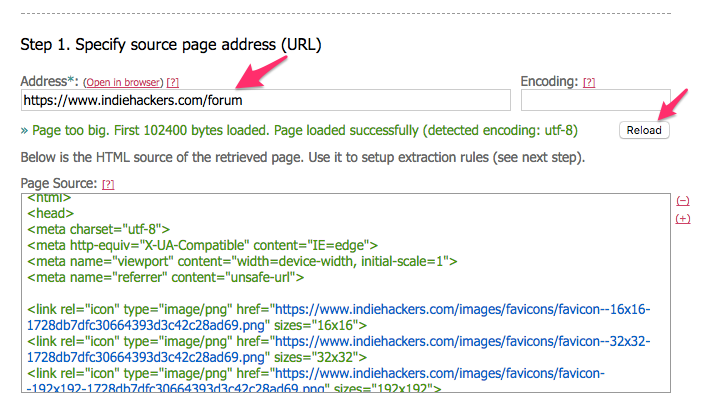 Step 1. Specify source page address (URL)
Address*: (Open in browser) [?]
Encoding: [?]
https://www.indiehackers.com/forum
» Page too big. First 102400 bytes loaded. Page loaded successfully (detected encoding: utf-8)
Reload
Below is the HTML source of the retrieved page. Use it to setup extraction rules (see next step).
Page Source: [?]
<html>
<head>
<meta charset="utf-8">
<meta http-equiv="X-UA-Compatible" content="IE=edge">
<meta name="viewport" content="width=device-width, initial-scale=1">
<meta name="referrer" content="unsafe-url">
<link rel="icon" type="image/png" href="https://www.indiehackers.com/images/favicons/favicon--16x16-
1728db7dfc30664393d3c42c28ad69.png" sizes="16x16">
<link rel="icon" type="image/png" href="https://www.indiehackers.com/images/favicons/favicon--32x32-
1728db7dfc30664393d3c42c28ad69.png" sizes="32x32">
<link rel="icon" type="image/png" href="https://www.indiehackers.com/images/favicons/favicon-
-192x192-1728db7dfc30664393d3c42c28ad69.png" sizes="192x192">
(–)
(+)